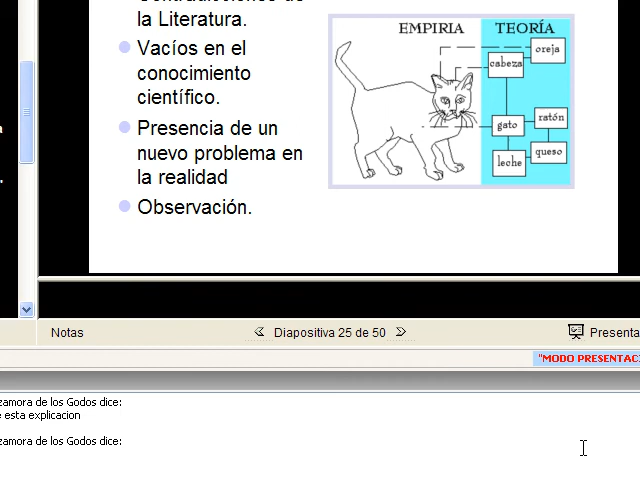 la Literatura.
Vacíos en el
conocimiento
científico.
Presencia de un
nuevo problema en
la realidad
Observación.
EMPIRIA
TEORÍA
oreja
cabeza
ratón
gato
queso
leche
Notas
Diapositiva 25 de 50
Presenta
"MODO PRESENTAC
zamora de los Godos dice:
e esta explicacion
zamora de los Godos dice: